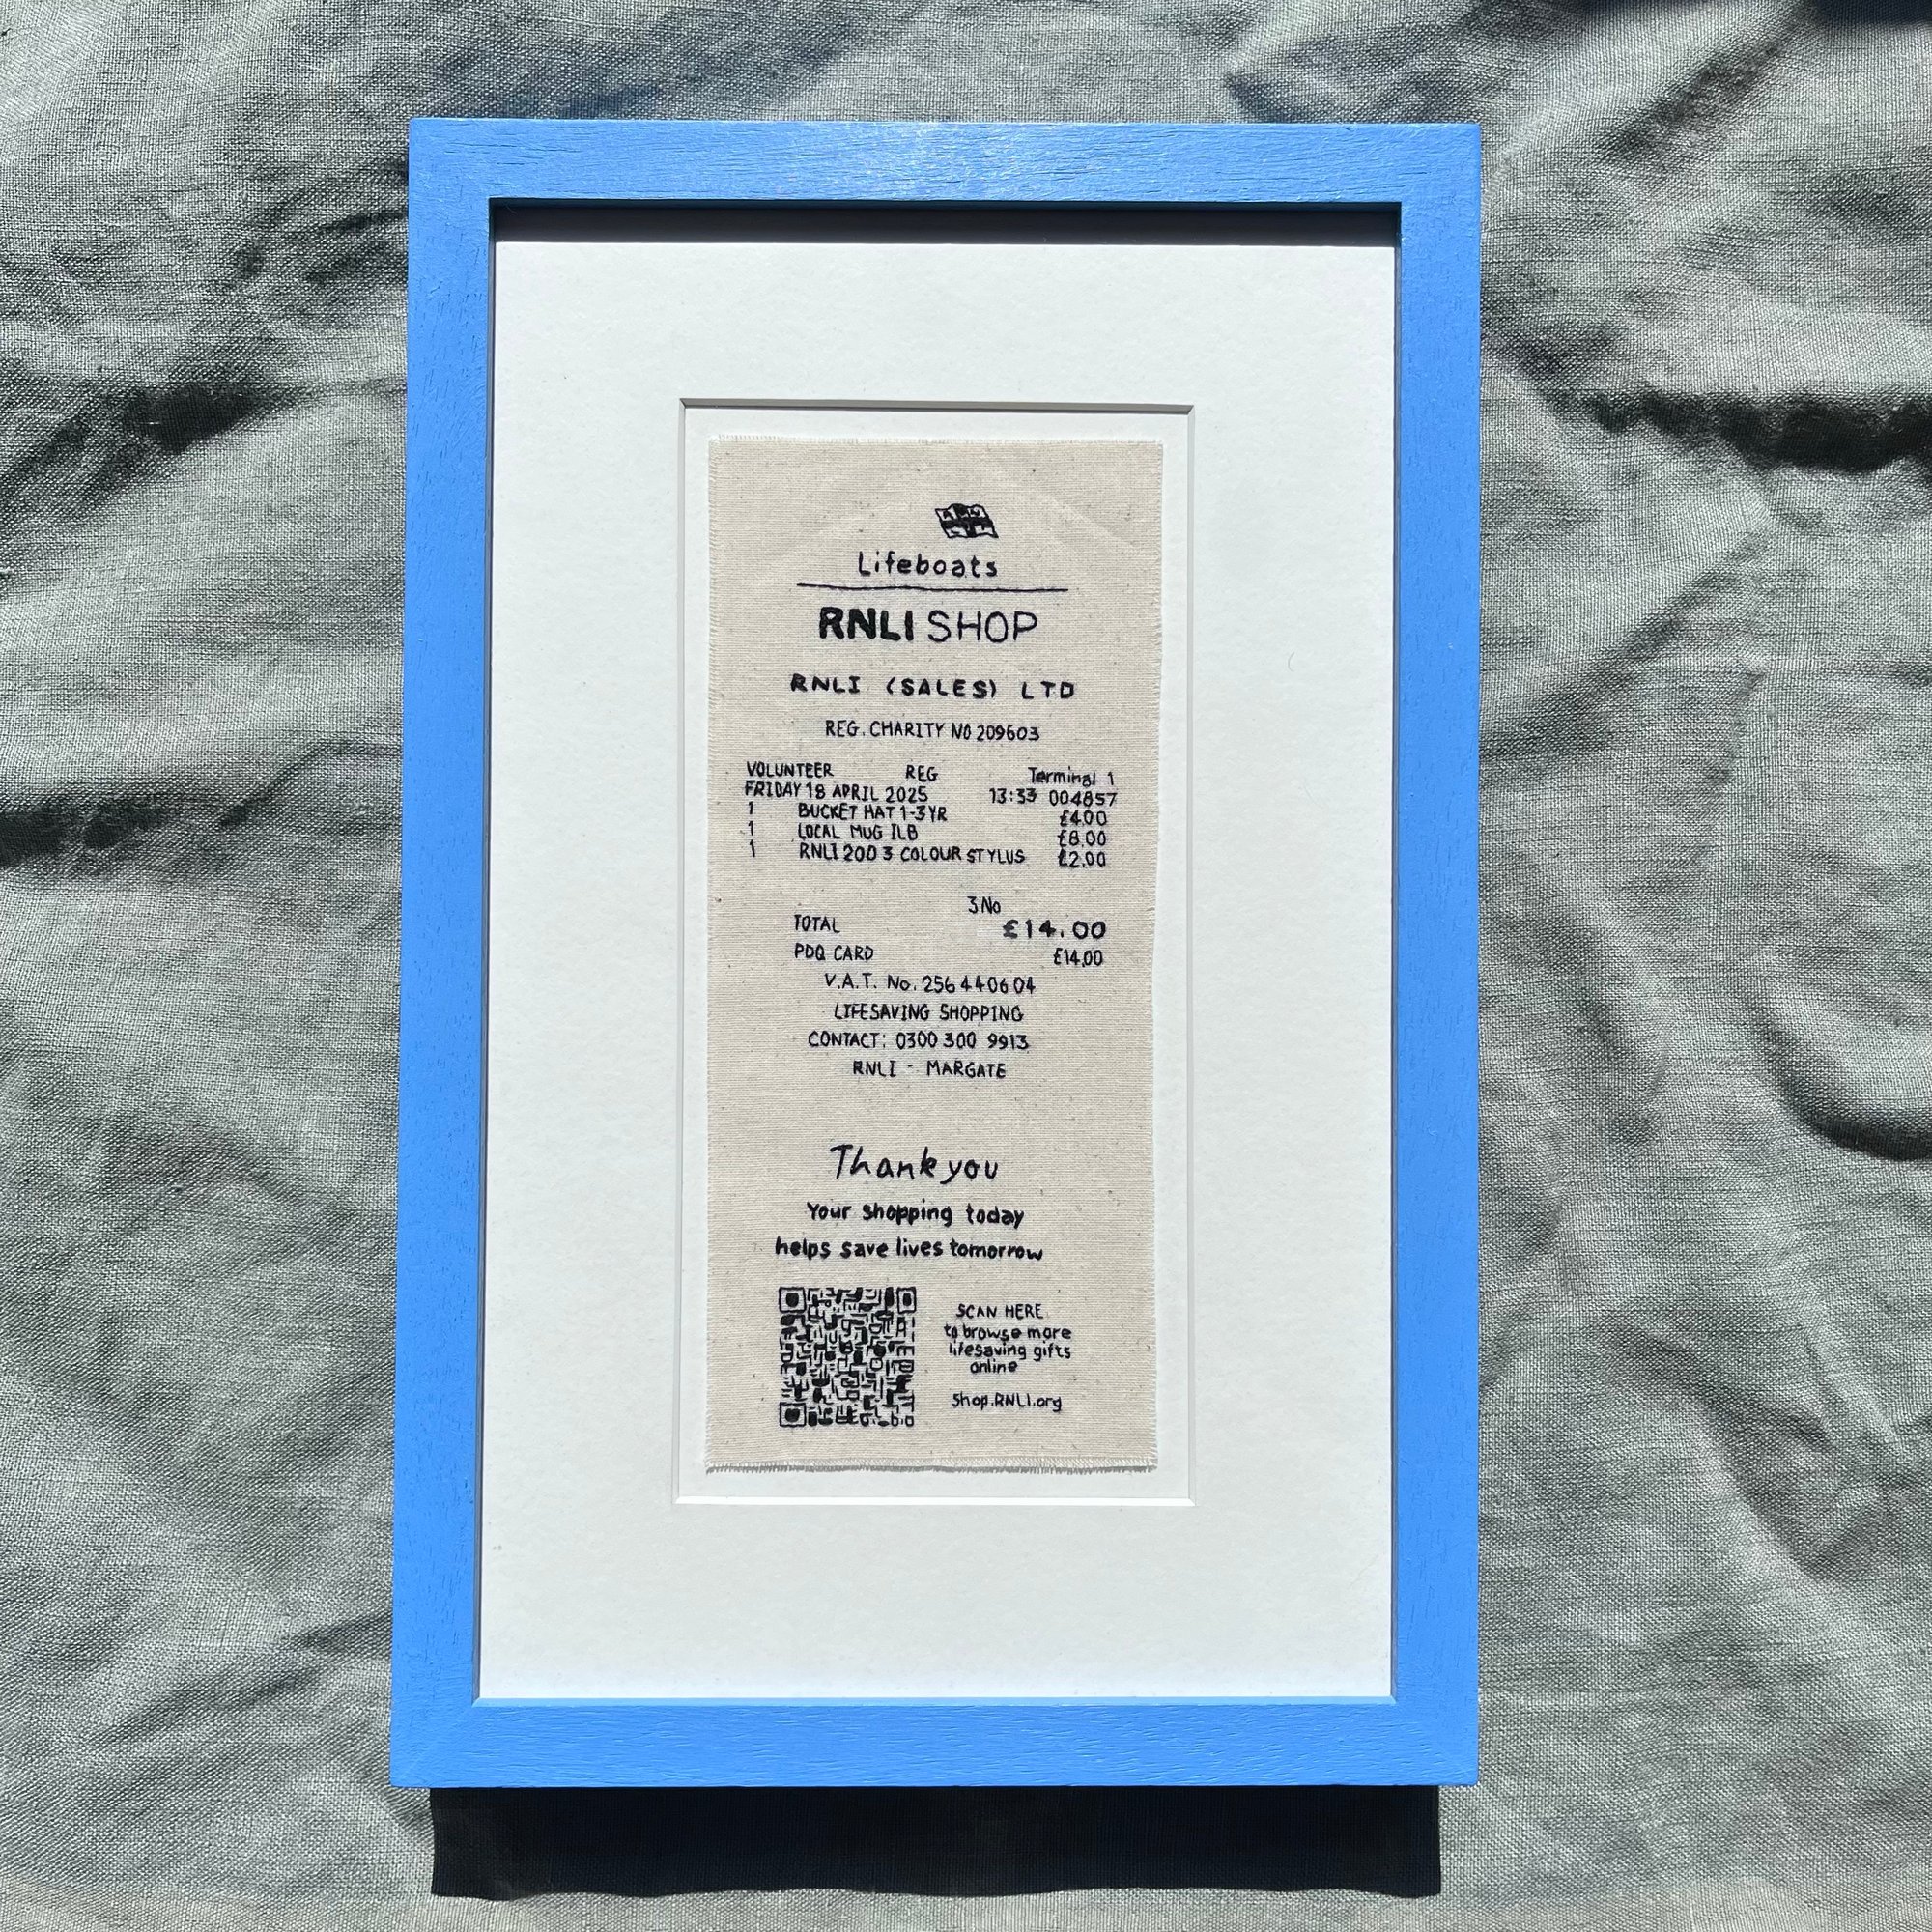 RNLI
Lifeboats
RNLI SHOP
RNLI (SALES) LTD
REG. CHARITY NO 209603
VOLUNTEER REG Terminal 1
FRIDAY 18 APRIL 2025 13:33 004857
1 BUCKET HAT 1-3YR £4.00
1 LOCAL MUG ILB £8.00
1 RNLI 200 3 COLOUR STYLUS £2.00
3 No
TOTAL £14.00
PDQ CARD £14.00
V.A.T. No. 256 440604
LIFESAVING SHOPPING
CONTACT: 0300 300 9913
RNLI - MARGATE
Thank you
Your shopping today
helps save lives tomorrow
SCAN HERE
to browse more
lifesaving gifts
online
Shop.RNLI.org